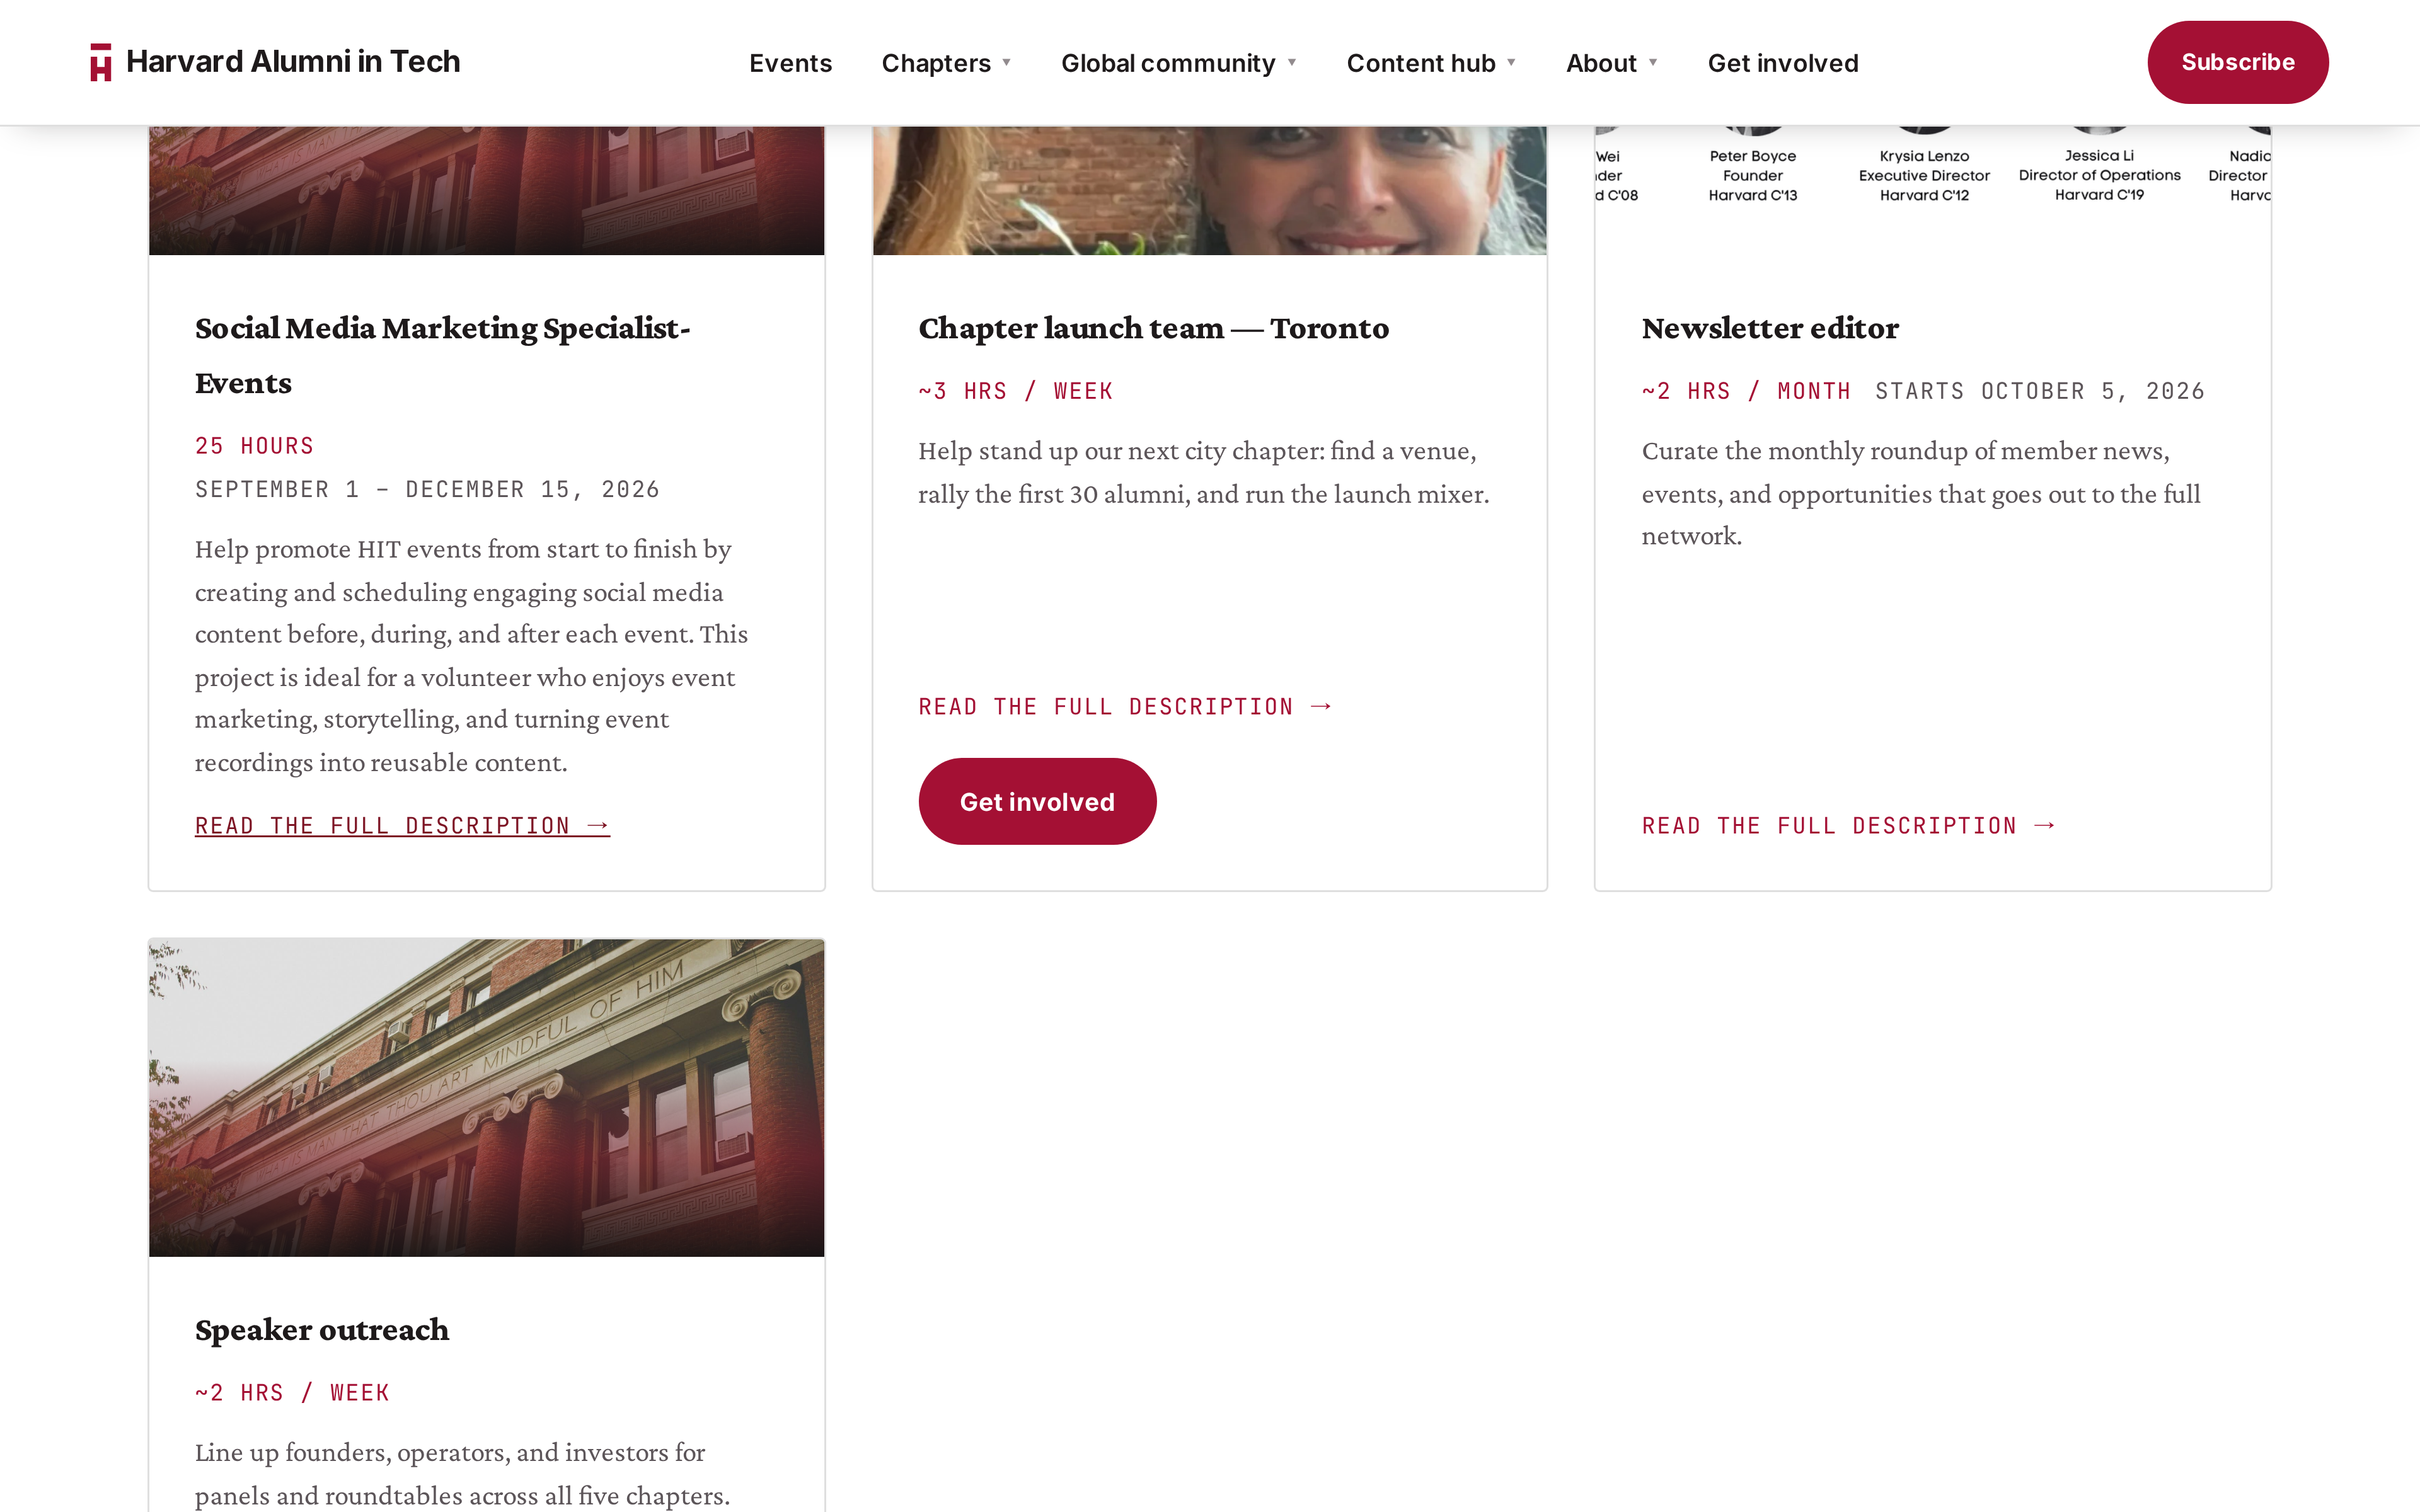 Harvard Alumni in Tech
Events
Chapters
Global community
Content hub
About
Get involved
Subscribe
Wei
Peter Boyce
Founder
Harvard C'13
Krysia Lenzo
Executive Director
Harvard C'12
Jessica Li
Director of Operations
Harvard C'19
Director
d C'08
Social Media Marketing Specialist-
Events
25 HOURS
SEPTEMBER 1 – DECEMBER 15, 2026
Help promote HIT events from start to finish by
creating and scheduling engaging social media
content before, during, and after each event. This
project is ideal for a volunteer who enjoys event
marketing, storytelling, and turning event
recordings into reusable content.
READ THE FULL DESCRIPTION →
Chapter launch team — Toronto
~3 HRS / WEEK
Help stand up our next city chapter: find a venue,
rally the first 30 alumni, and run the launch mixer.
READ THE FULL DESCRIPTION →
Get involved
Newsletter editor
~2 HRS / MONTH STARTS OCTOBER 5, 2026
Curate the monthly roundup of member news,
events, and opportunities that goes out to the full
network.
READ THE FULL DESCRIPTION →
THAT IS MAN THAT THOU ART MINDFUL OF HIM
Speaker outreach
~2 HRS / WEEK
Line up founders, operators, and investors for
panels and roundtables across all five chapters.